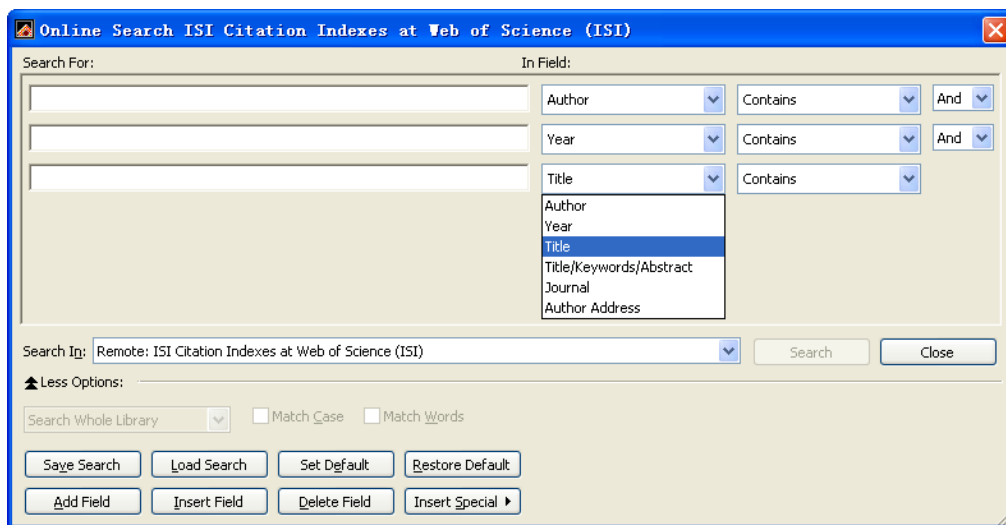 Online Search ISI Citation Indexes at Web of Science (ISI)
Search For: In Field:
Author Contains And
Year Contains And
Title Contains
Author
Year
Title
Title/Keywords/Abstract
Journal
Author Address
Search In: Remote: ISI Citation Indexes at Web of Science (ISI) Search Close
Less Options:
Search Whole Library Match Case Match Words
Save Search Load Search Set Default Restore Default
Add Field Insert Field Delete Field Insert Special